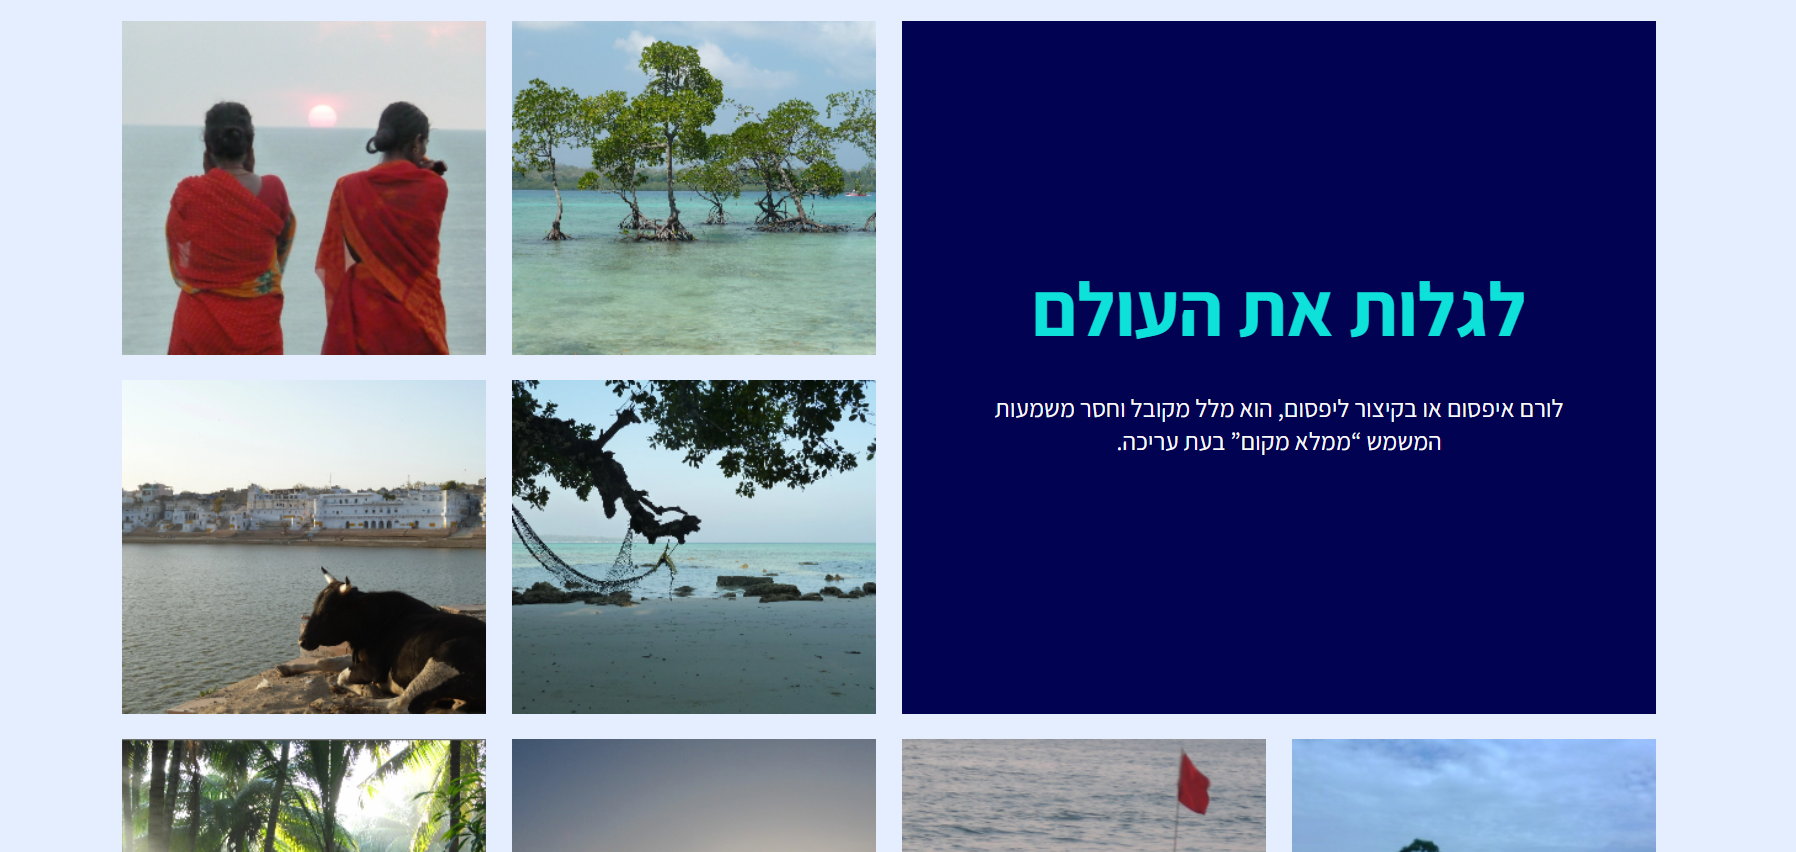 לגלות את העולם
לורם איפסום או בקיצור ליפסום, הוא מלל מקובל וחסר משמעות
המשמש “ממלא מקום” בעת עריכה.